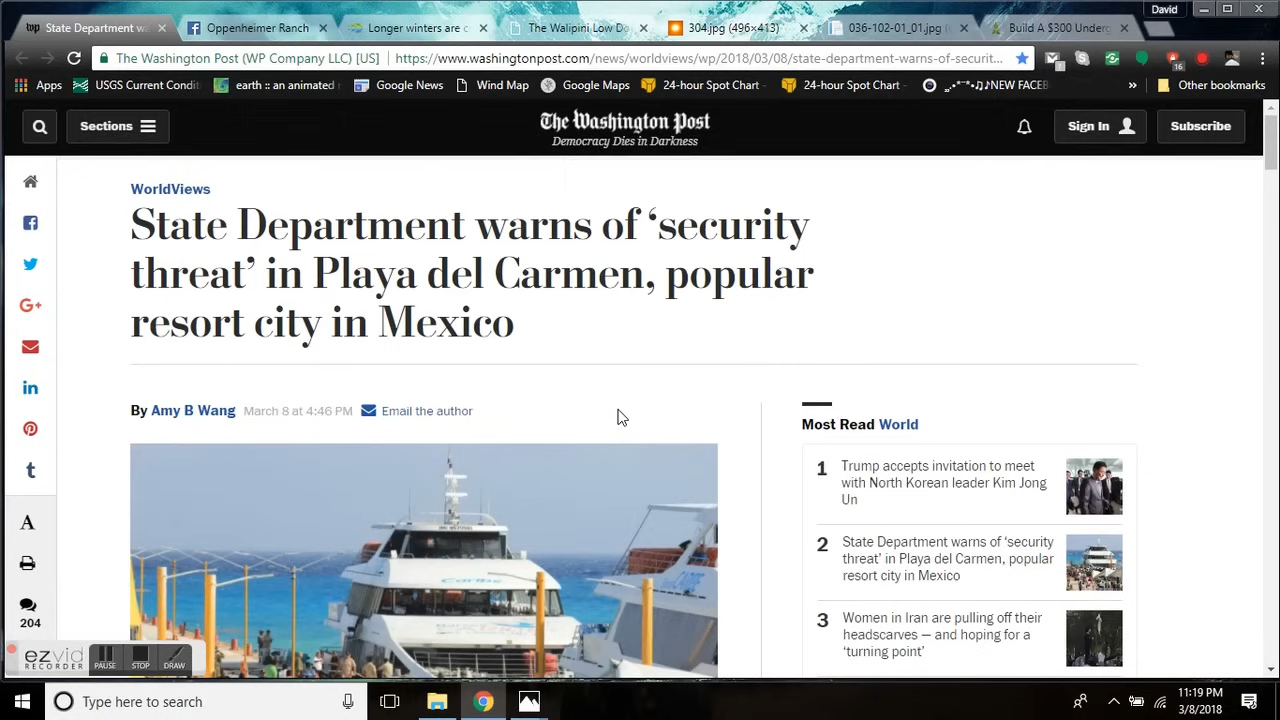 David
State Department wa
Oppenheimer Ranch
Longer winters are
The Walipini Low Do
304.jpg (496×413)
036-102-01_01.jpg
Build A $300 Underg
The Washington Post (WP Company LLC) [US]
https://www.washingtonpost.com/news/worldviews/wp/2018/03/08/state-department-warns-of-securit...
Apps
USGS Current Condit
earth :: an animated
Google News
Wind Map
Google Maps
24-hour Spot Chart -
24-hour Spot Chart -
NEW FACEB
»
Other bookmarks
16
Sections
The Washington Post
Democracy Dies in Darkness
Sign In
Subscribe
WorldViews
State Department warns of ‘security
threat’ in Playa del Carmen, popular
resort city in Mexico
By Amy B Wang March 8 at 4:46 PM Email the author
Most Read World
1 Trump accepts invitation to meet
with North Korean leader Kim Jong
Un
2 State Department warns of ‘security
threat’ in Playa del Carmen, popular
resort city in Mexico
3 Women in Iran are pulling off their
headscarves — and hoping for a
‘turning point’
G+
in
t
A
204
Caribe
ezvid
RECORDER
PAUSE
STOP
DRAW
Type here to search
11:19 PM
3/8/2018